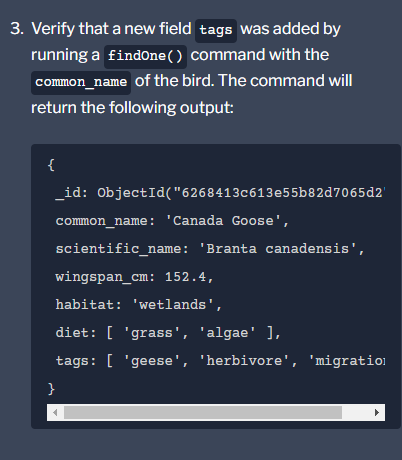 3. Verify that a new field tags was added by
running a findOne() command with the
common_name of the bird. The command will
return the following output:
{
_id: ObjectId("6268413c613e55b82d7065d2'
common_name: 'Canada Goose',
scientific_name: 'Branta canadensis',
wingspan_cm: 152.4,
habitat: 'wetlands',
diet: [ 'grass', 'algae' ],
tags: [ 'geese', 'herbivore', 'migration
}